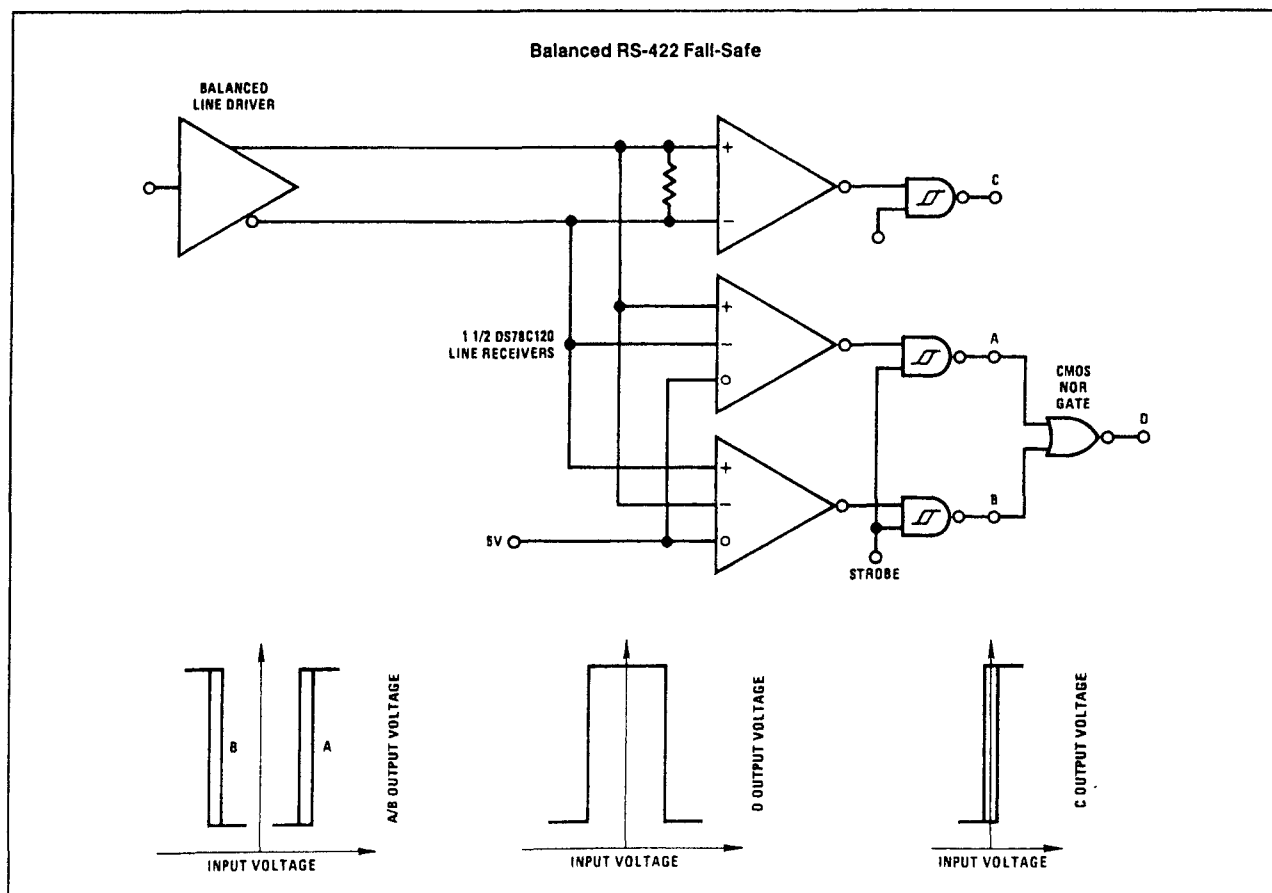 Balanced RS-422 Fail-Safe
BALANCED
LINE DRIVER
+
−
C
+
−
1 1/2 DS78C120
LINE RECEIVERS
A
CMOS
NOR
GATE
D
+
−
B
5V
STROBE
B
A
A/B OUTPUT VOLTAGE
INPUT VOLTAGE
D OUTPUT VOLTAGE
INPUT VOLTAGE
C OUTPUT VOLTAGE
INPUT VOLTAGE